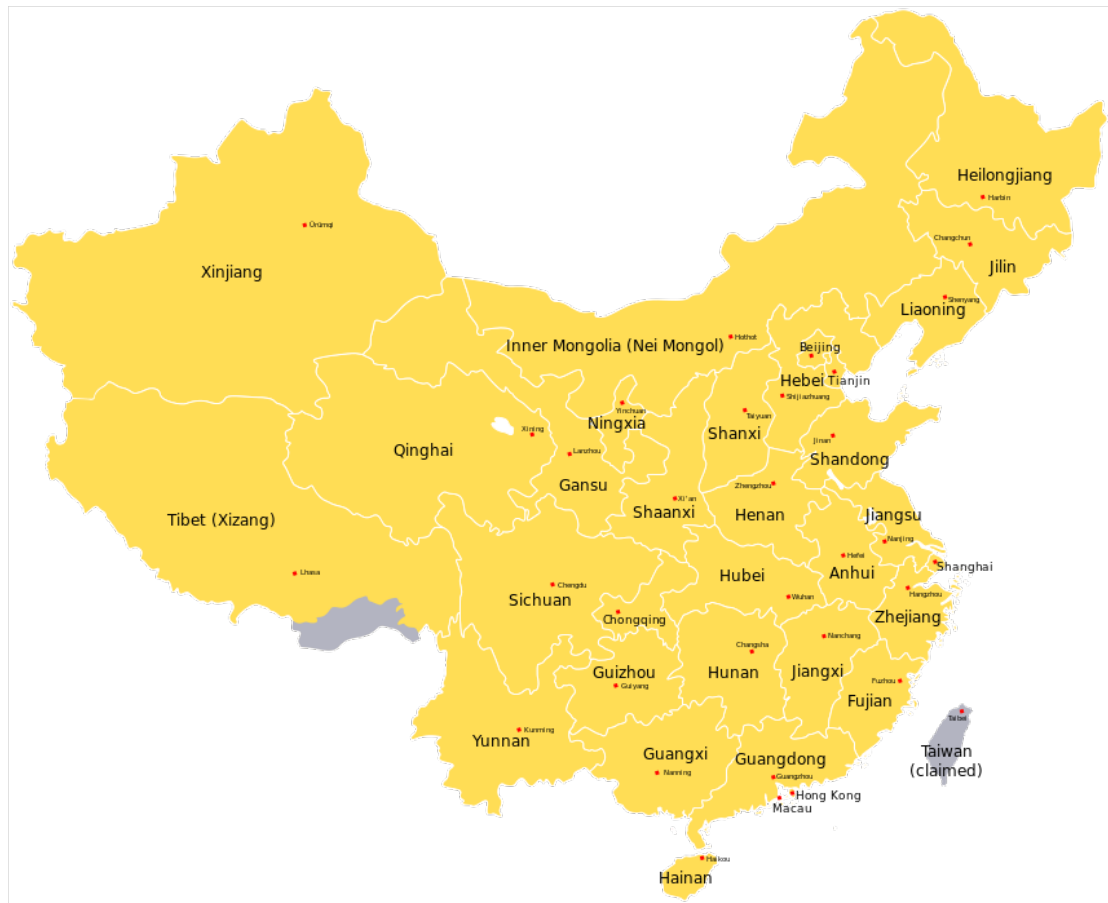 Heilongjiang
Harbin
Ürümqi
Changchun
Jilin
Xinjiang
Shenyang
Liaoning
Hohhot
Inner Mongolia (Nei Mongol)
Beijing
Hebei
Tianjin
Shijiazhuang
Yinchuan
Ningxia
Taiyuan
Shanxi
Xining
Jinan
Qinghai
Lanzhou
Shandong
Gansu
Zhengzhou
Xi'an
Shaanxi
Henan
Jiangsu
Tibet (Xizang)
Nanjing
Hefei
Anhui
Shanghai
Lhasa
Hubei
Chengdu
Sichuan
Wuhan
Hangzhou
Zhejiang
Chongqing
Nanchang
Changsha
Guizhou
Hunan
Jiangxi
Guiyang
Fuzhou
Fujian
Taibei
Kunming
Yunnan
Guangxi
Guangdong
Taiwan
(claimed)
Nanning
Guangzhou
Hong Kong
Macau
Haikou
Hainan